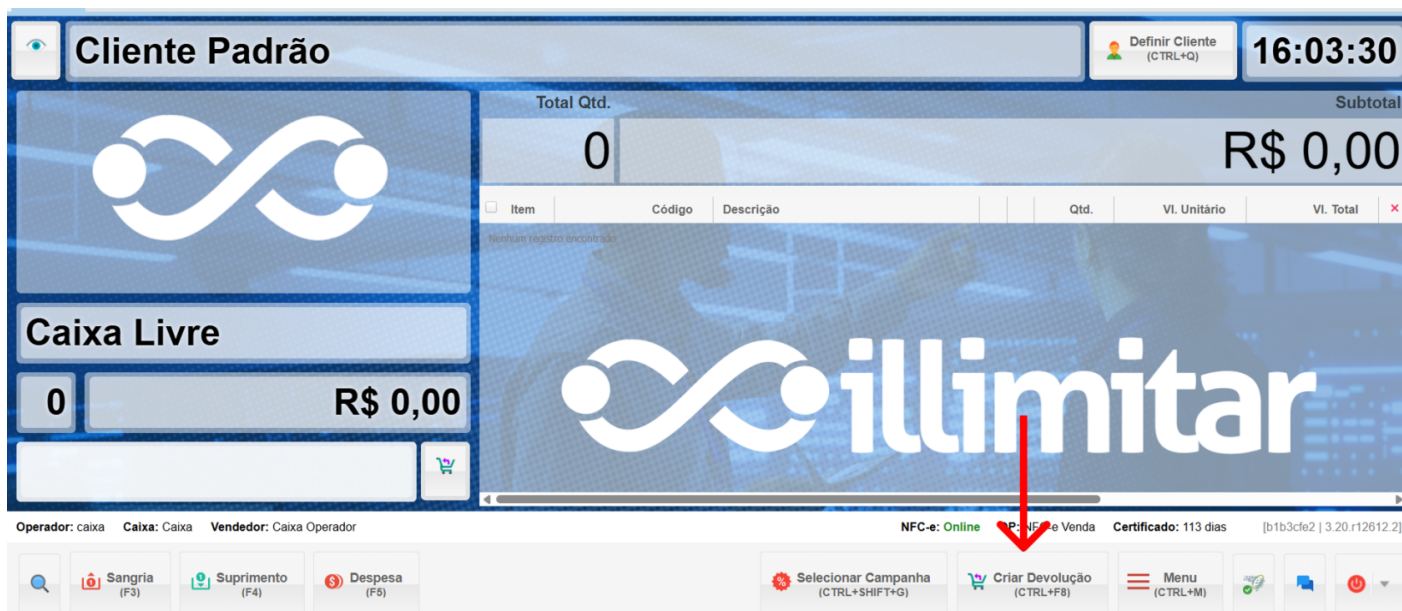 Cliente Padrão
Definir Cliente
(CTRL+Q)
16:03:30
Total Qtd.
Subtotal
0
R$ 0,00
Item Código Descrição Qtd. Vl. Unitário Vl. Total
Nenhum registro encontrado
Caixa Livre
0
R$ 0,00
illimitar
Operador: caixa Caixa: Caixa Vendedor: Caixa Operador
NFC-e: Online NFC-e Venda Certificado: 113 dias [b1b3cfe2 | 3.20.r12612.2]
Sangria
(F3)
Suprimento
(F4)
Despesa
(F5)
Selecionar Campanha
(CTRL+SHIFT+G)
Criar Devolução
(CTRL+F8)
Menu
(CTRL+M)